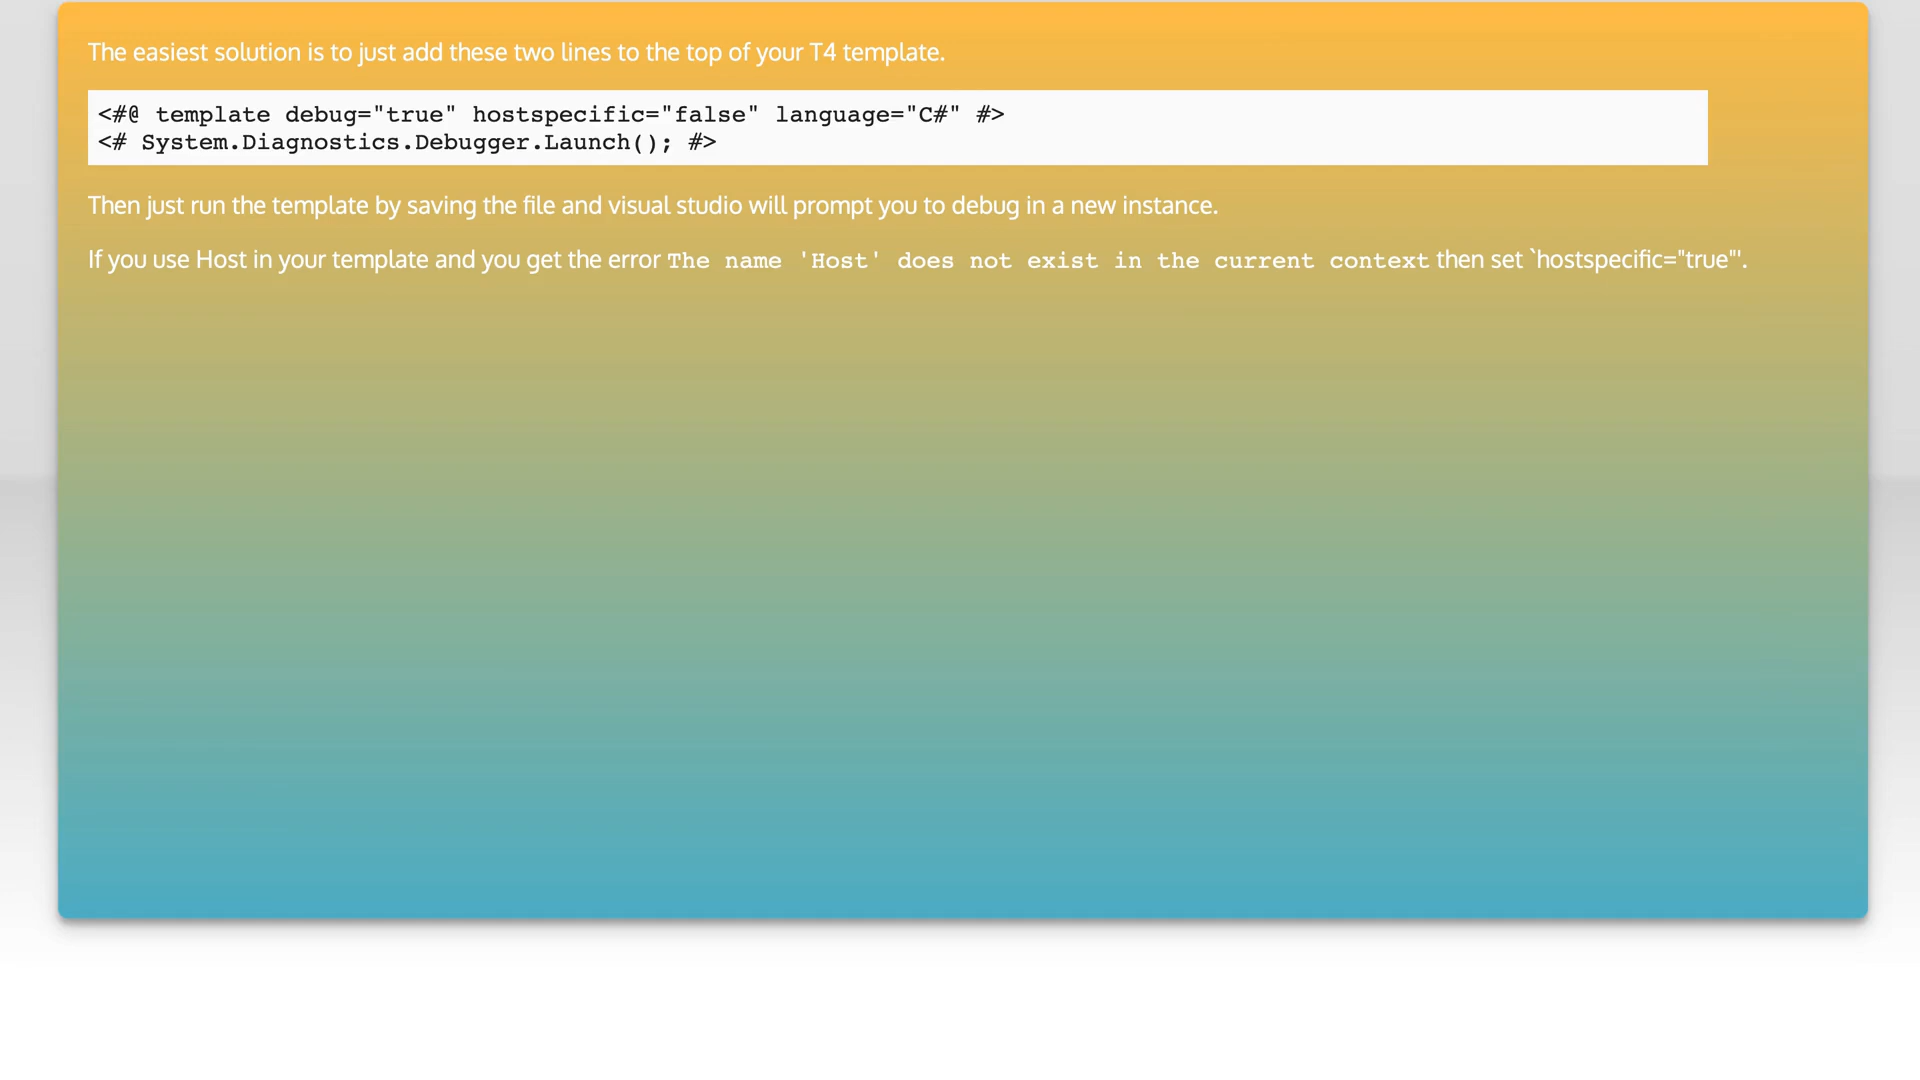 The easiest solution is to just add these two lines to the top of your T4 template.
<#@ template debug="true" hostspecific="false" language="C#" #>
<# System.Diagnostics.Debugger.Launch(); #>
Then just run the template by saving the file and visual studio will prompt you to debug in a new instance.
If you use Host in your template and you get the error The name 'Host' does not exist in the current context then set `hostspecific="true"'.